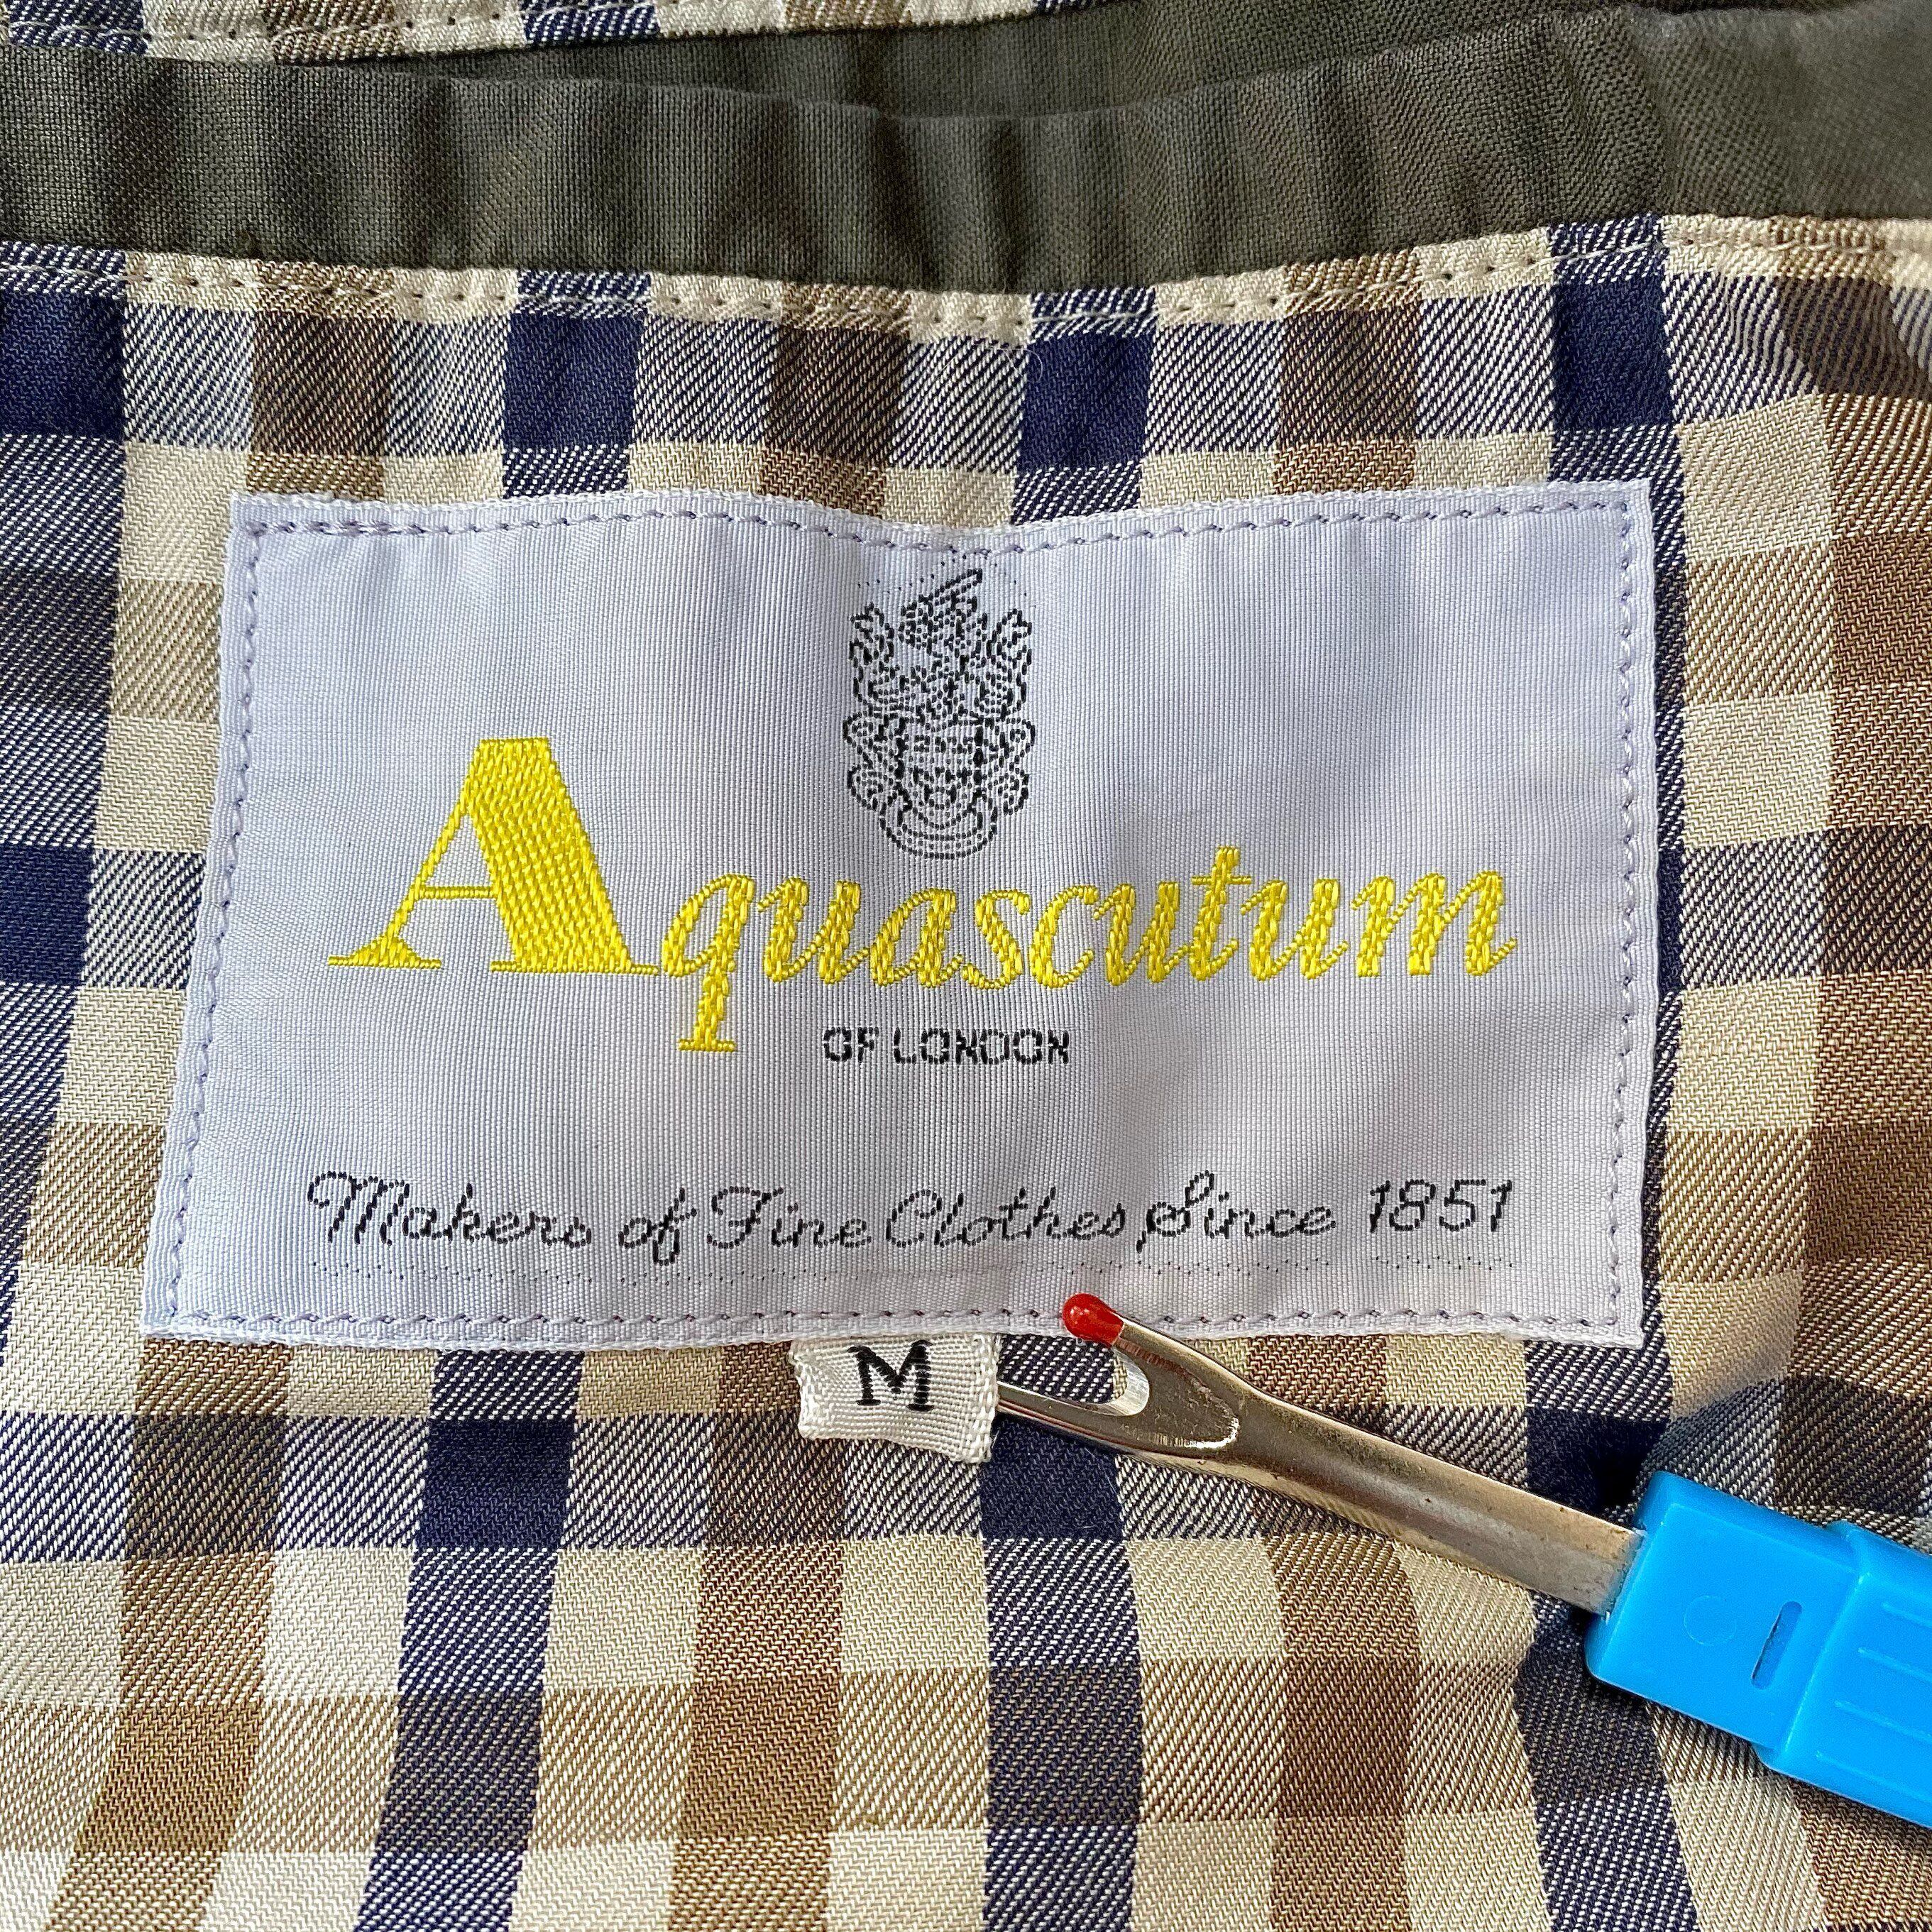 Aquascutum
OF LONDON
Makers of Fine Clothes, Since 1851
M